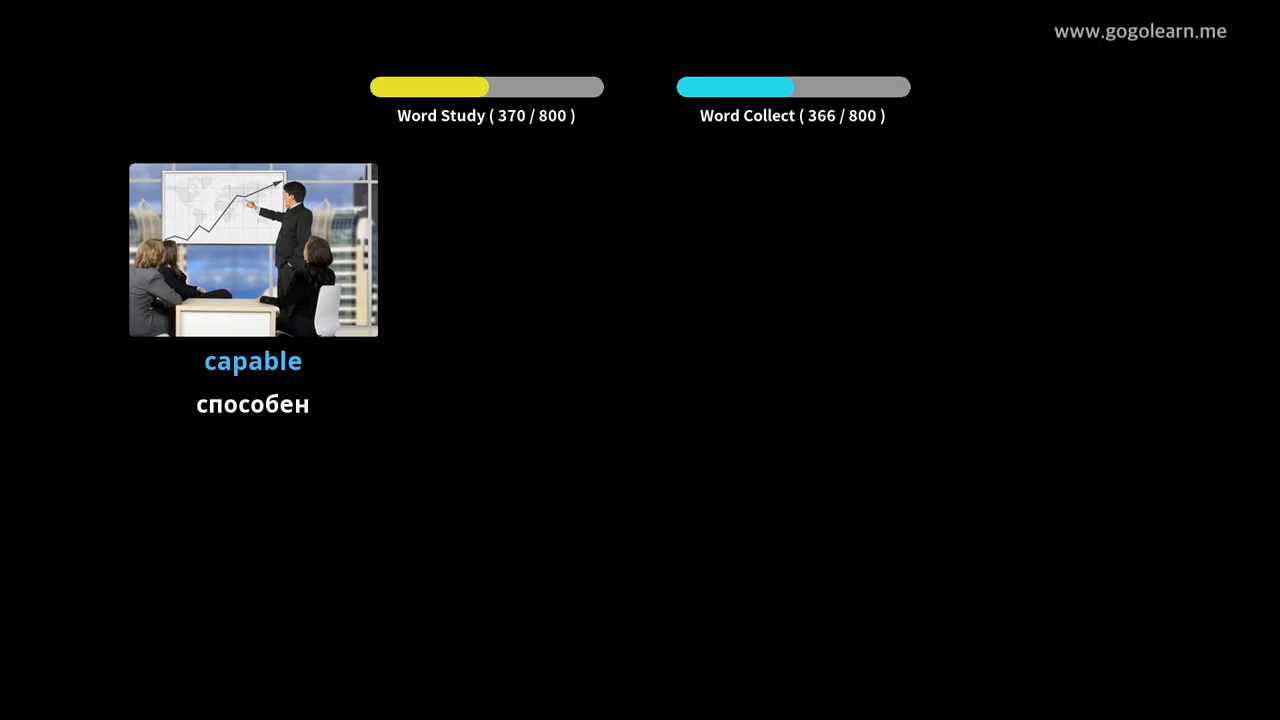 www.gogolearn.me
Word Study ( 370 / 800 )
Word Collect ( 366 / 800 )
capable
способен